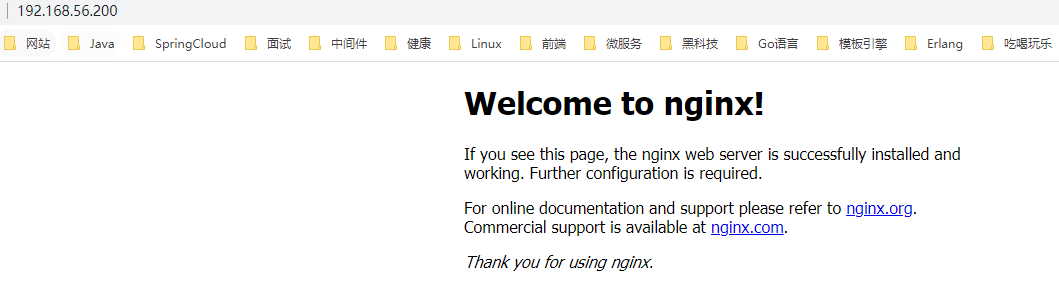 192.168.56.200
网站 Java SpringCloud 面试 中间件 健康 Linux 前端 微服务 黑科技 Go语言 模板引擎 Erlang 吃喝玩乐
Welcome to nginx!
If you see this page, the nginx web server is successfully installed and
working. Further configuration is required.
For online documentation and support please refer to nginx.org.
Commercial support is available at nginx.com.
Thank you for using nginx.